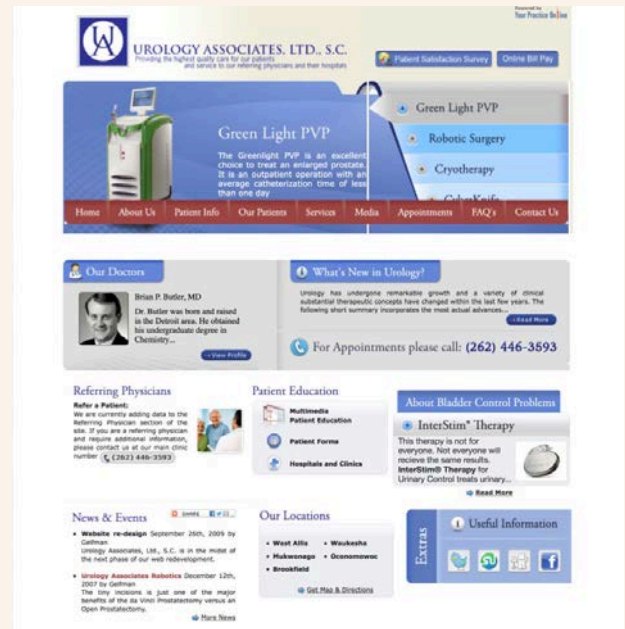 Powered by
Your Practice Online
UROLOGY ASSOCIATES, LTD., S.C.
Providing the highest quality care for our patients
and service to our referring physicians and their hospitals
Patient Satisfaction Survey
Online Bill Pay
Green Light PVP
The Greenlight PVP is an excellent
choice to treat an enlarged prostate.
It is an outpatient operation with an
average catheterization time of less
than one day
Green Light PVP
Robotic Surgery
Cryotherapy
CyberKnife
Home About Us Patient Info Our Patients Services Media Appointments FAQ's Contact Us
Our Doctors
Brian P. Butler, MD
Dr. Butler was born and raised
in the Detroit area. He obtained
his undergraduate degree in
Chemistry...
View Profile
What's New in Urology?
Urology has undergone remarkable growth and a variety of clinical
substantial therapeutic concepts have changed within the last few years. The
following short summary incorporates the most actual advances...
Read More
For Appointments please call: (262) 446-3593
Referring Physicians
Refer a Patient:
We are currently adding data to the
Referring Physician section of the
site. If you are a referring physician
and require additional information,
please contact us at our main clinic
number (262) 446-3593
Patient Education
Multimedia
Patient Education
Patient Forms
Hospitals and Clinics
About Bladder Control Problems
InterStim® Therapy
This therapy is not for
everyone. Not everyone will
recieve the same results.
InterStim® Therapy for
Urinary Control treats urinary...
Read More
News & Events
SHARE
Website re-design September 26th, 2009 by
Gelfman
Urology Associates, Ltd., S.C. is in the midst of
the next phase of our web redevelopment.
Urology Associates Robotics December 12th,
2007 by Gelfman
The tiny incisions is just one of the major
benefits of the da Vinci Prostatectomy versus an
Open Prostatectomy.
More News
Our Locations
West Allis Waukesha
Mukwonago Oconomowoc
Brookfield
Get Map & Directions
Extras
Useful Information